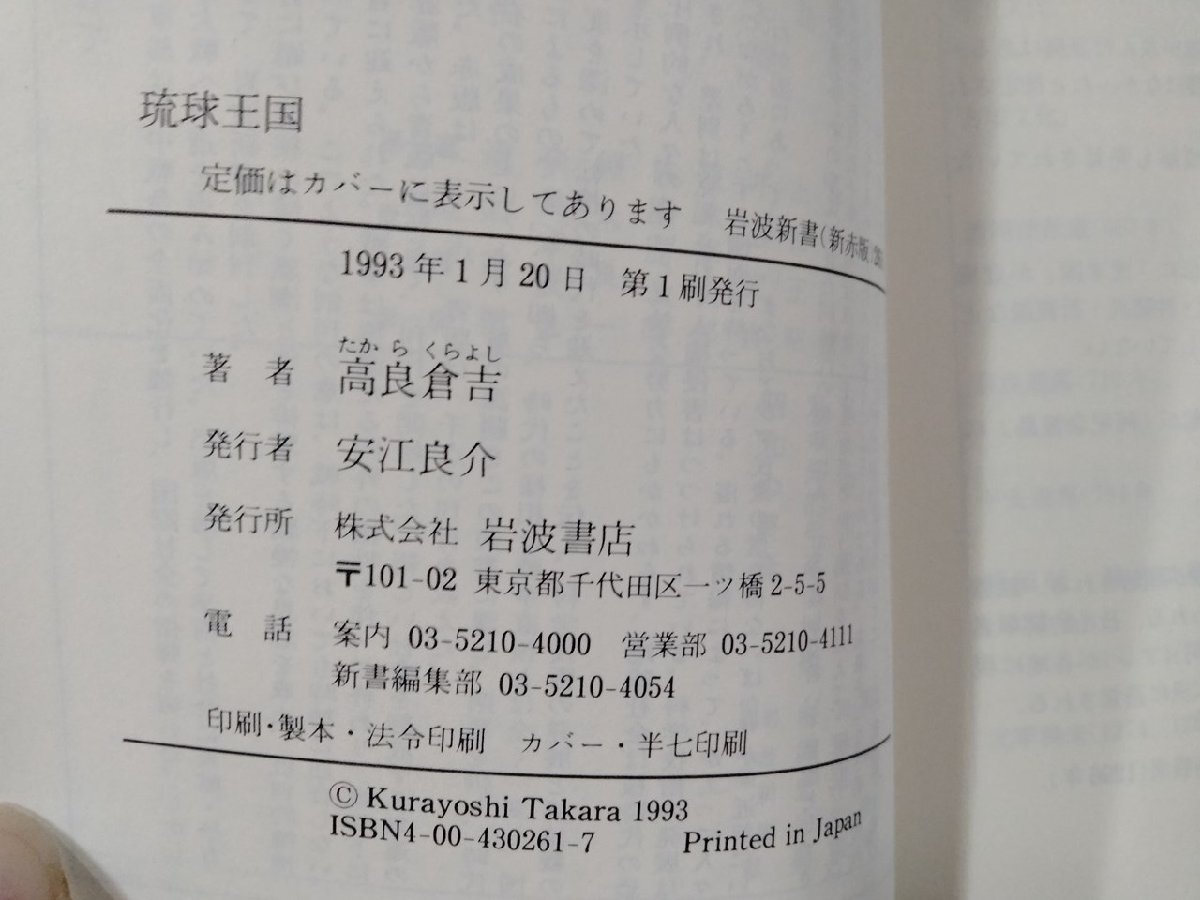 琉球王国
定価はカバーに表示してあります 岩波新書(新赤版)
1993年1月20日 第1刷発行
たから くらよし
著者 高良倉吉
発行者 安江良介
発行所 株式会社 岩波書店
〒101-02 東京都千代田区一ツ橋2-5-5
電話 案内 03-5210-4000 営業部 03-5210-4111
新書編集部 03-5210-4054
印刷・製本・法令印刷 カバー・半七印刷
© Kurayoshi Takara 1993
ISBN4-00-430261-7 Printed in Japan